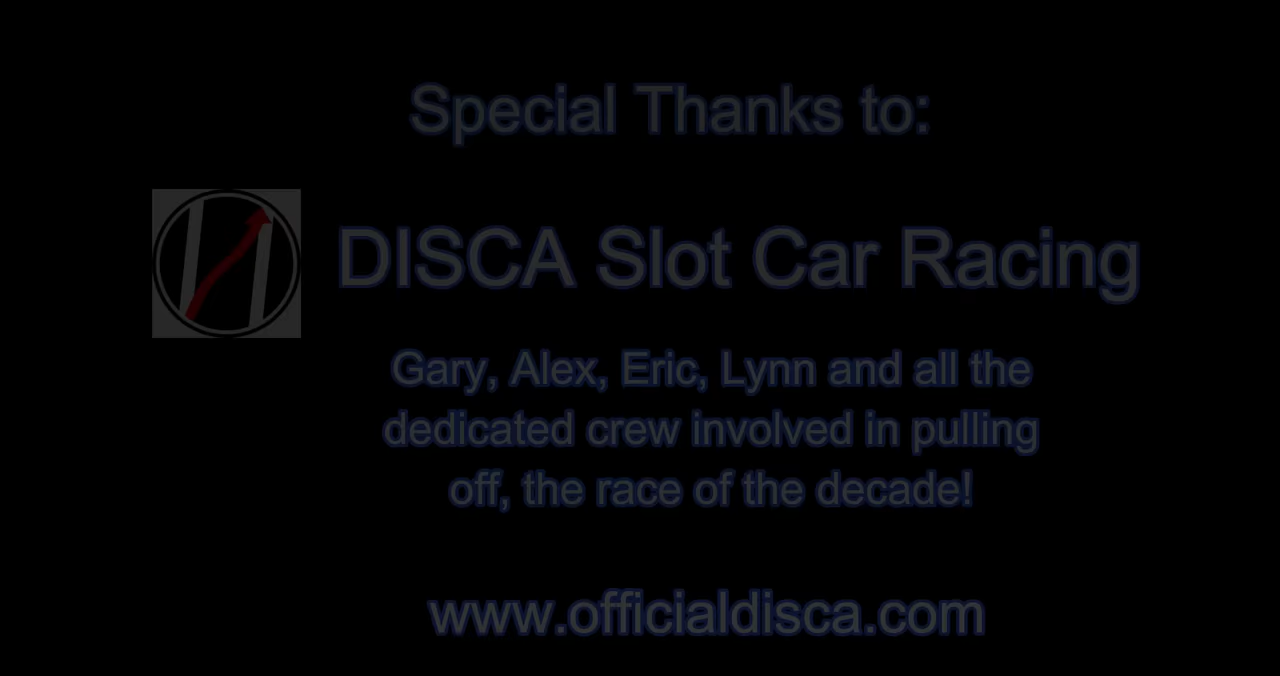 Special Thanks to:
DISCA Slot Car Racing
Gary, Alex, Eric, Lynn and all the
dedicated crew involved in pulling
off, the race of the decade!
www.officialdisca.com